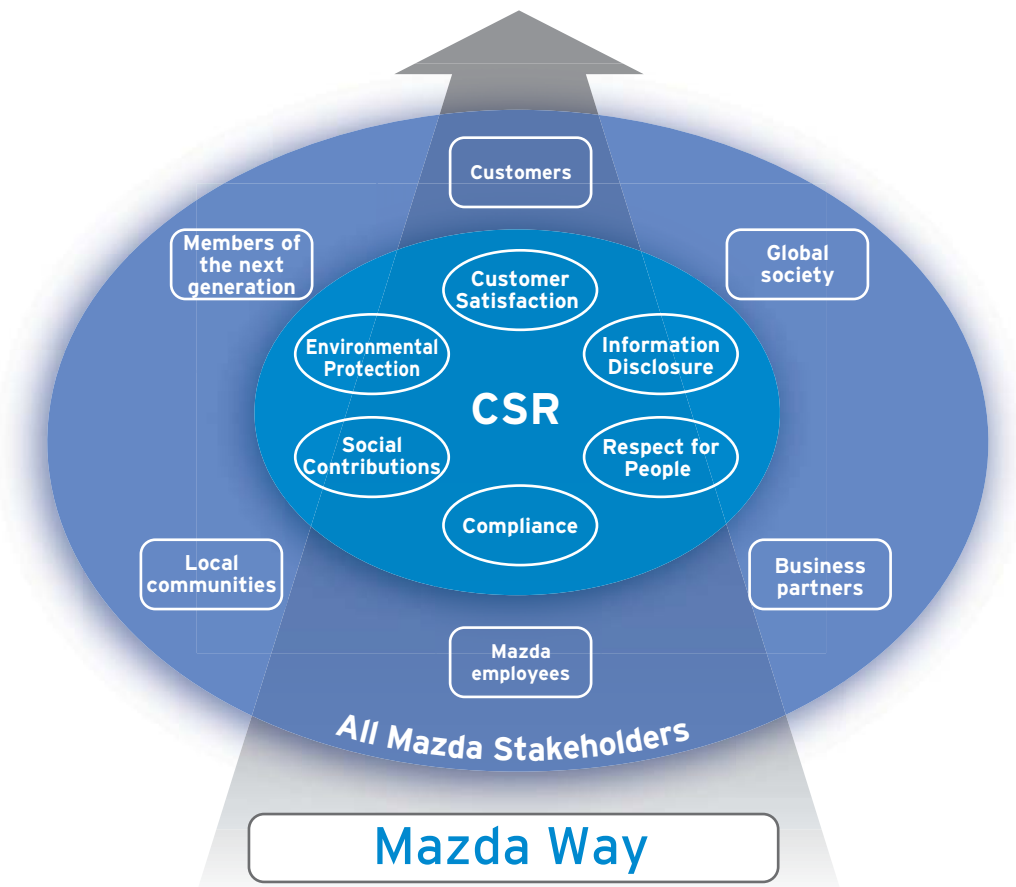 Customers
Members of
the next
generation
Global
society
Customer
Satisfaction
Environmental
Protection
Information
Disclosure
CSR
Social
Contributions
Respect for
People
Compliance
Local
communities
Business
partners
Mazda
employees
All Mazda Stakeholders
Mazda Way